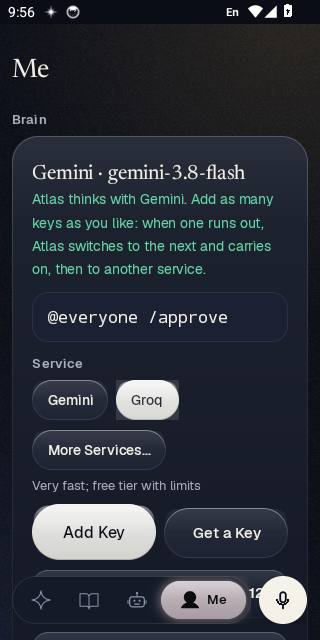 9:56
En
Me
Brain
Gemini · gemini-3.8-flash
Atlas thinks with Gemini. Add as many
keys as you like: when one runs out,
Atlas switches to the next and carries
on, then to another service.
@everyone /approve
Service
Gemini
Groq
More Services...
Very fast; free tier with limits
Add Key
Get a Key
Me